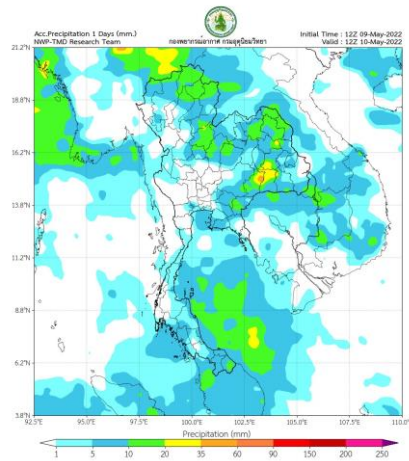 Acc.Precipitation 1 Days (mm.)
NWP-TMD Research Team
กองพยากรณ์อากาศ กรมอุตุนิยมวิทยา
Initial Time : 12Z 09-May-2022
Valid : 12Z 10-May-2022
21.2°N
18.8°N
16.2°N
13.8°N
11.2°N
8.8°N
6.2°N
3.8°N
92.5°E 95.0°E 97.5°E 100.0°E 102.5°E 105.0°E 107.5°E 110.0°E
Precipitation (mm)
1 5 10 20 35 60 90 150 200 250